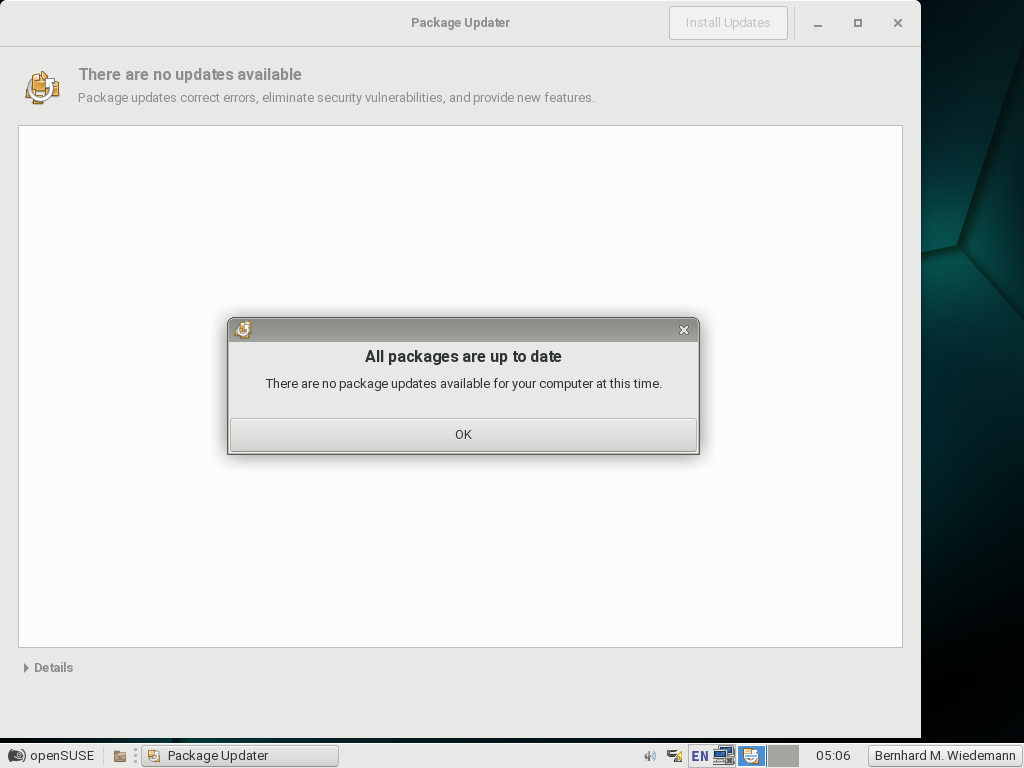 Package Updater
Install Updates
There are no updates available
Package updates correct errors, eliminate security vulnerabilities, and provide new features.
All packages are up to date
There are no package updates available for your computer at this time.
OK
Details
openSUSE
Package Updater
EN
05:06
Bernhard M. Wiedemann